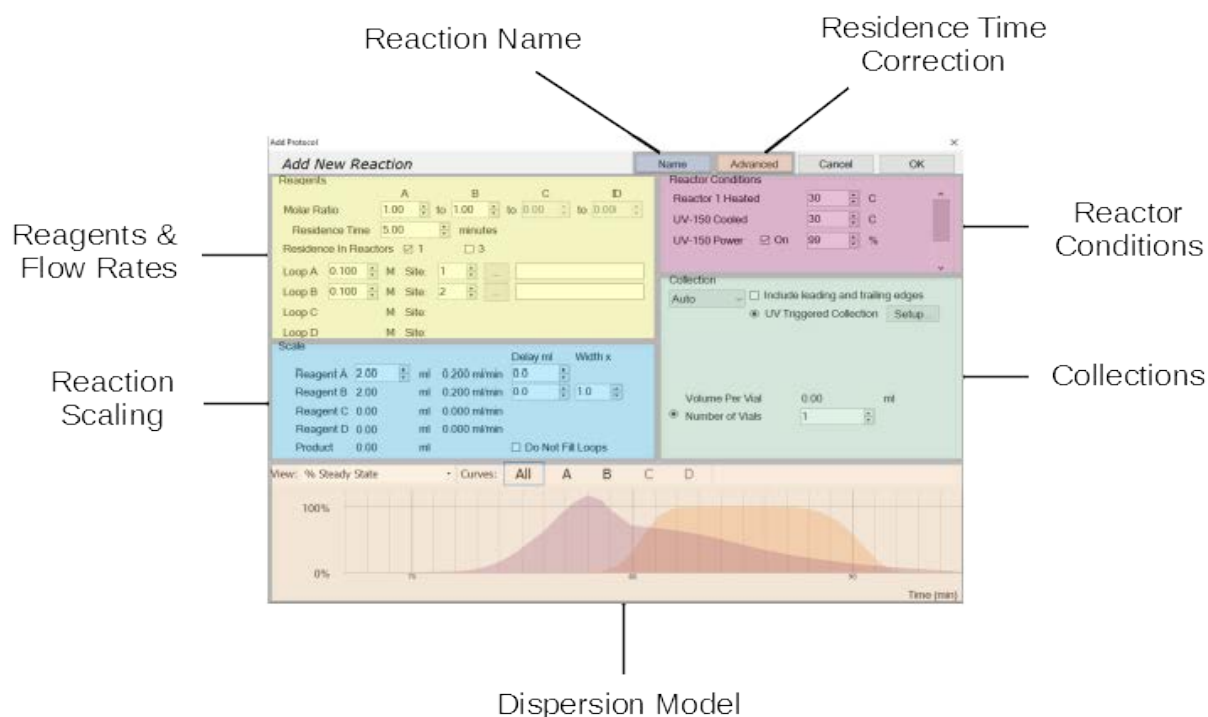 Reaction Name
Residence Time
Correction
Add Protocol
Add New Reaction
Name Advanced Cancel OK
Reagents
A B C D
Molar Ratio 1.00 to 1.00 to 0.00 to 0.00
Residence Time 5.00 minutes
Residence In Reactors 1 3
Loop A 0.100 M Site: 1 ...
Loop B 0.100 M Site: 2 ...
Loop C M Site:
Loop D M Site:
Reactor Conditions
Reactor 1 Heated 30 C
UV-150 Cooled 30 C
UV-150 Power On 99 %
Reagents &
Flow Rates
Reactor
Conditions
Collection
Auto Include leading and trailing edges
UV Triggered Collection Setup...
Volume Per Vial 0.00 ml
Number of Vials 1
Scale
Delay ml Width x
Reagent A 2.00 ml 0.200 ml/min 0.0
Reagent B 2.00 ml 0.200 ml/min 0.0 1.0
Reagent C 0.00 ml 0.000 ml/min
Reagent D 0.00 ml 0.000 ml/min
Product 0.00 ml Do Not Fill Loops
Reaction
Scaling
Collections
View: % Steady State Curves: All A B C D
100%
0%
70 80 90
Time (min)
Dispersion Model